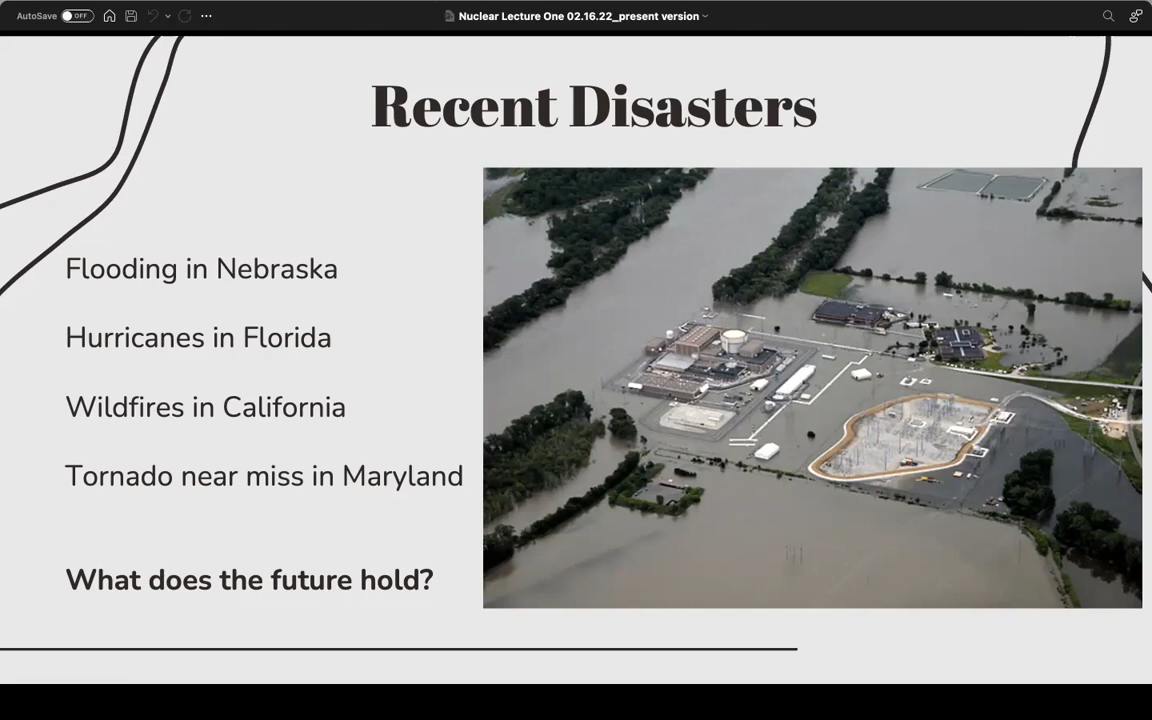 AutoSave OFF
Nuclear Lecture One 02.16.22_present version
Recent Disasters
Flooding in Nebraska
Hurricanes in Florida
Wildfires in California
Tornado near miss in Maryland
What does the future hold?